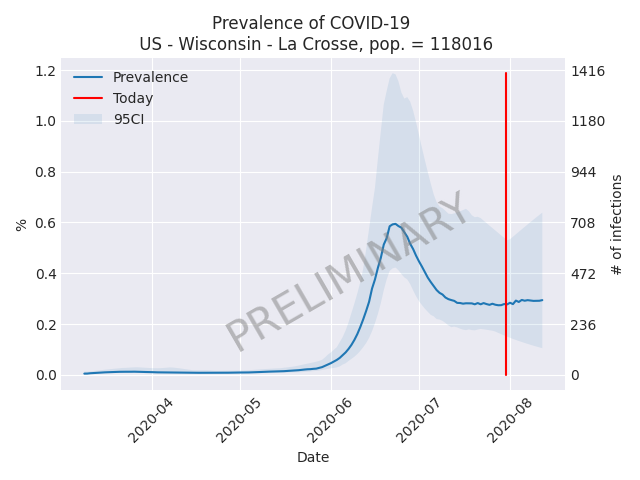 Prevalence of COVID-19
US - Wisconsin - La Crosse, pop. = 118016
Prevalence
Today
95CI
PRELIMINARY
1.2
1.0
0.8
0.6
0.4
0.2
0.0
%
1416
1180
944
708
472
236
0
# of infections
2020-04
2020-05
2020-06
2020-07
2020-08
Date